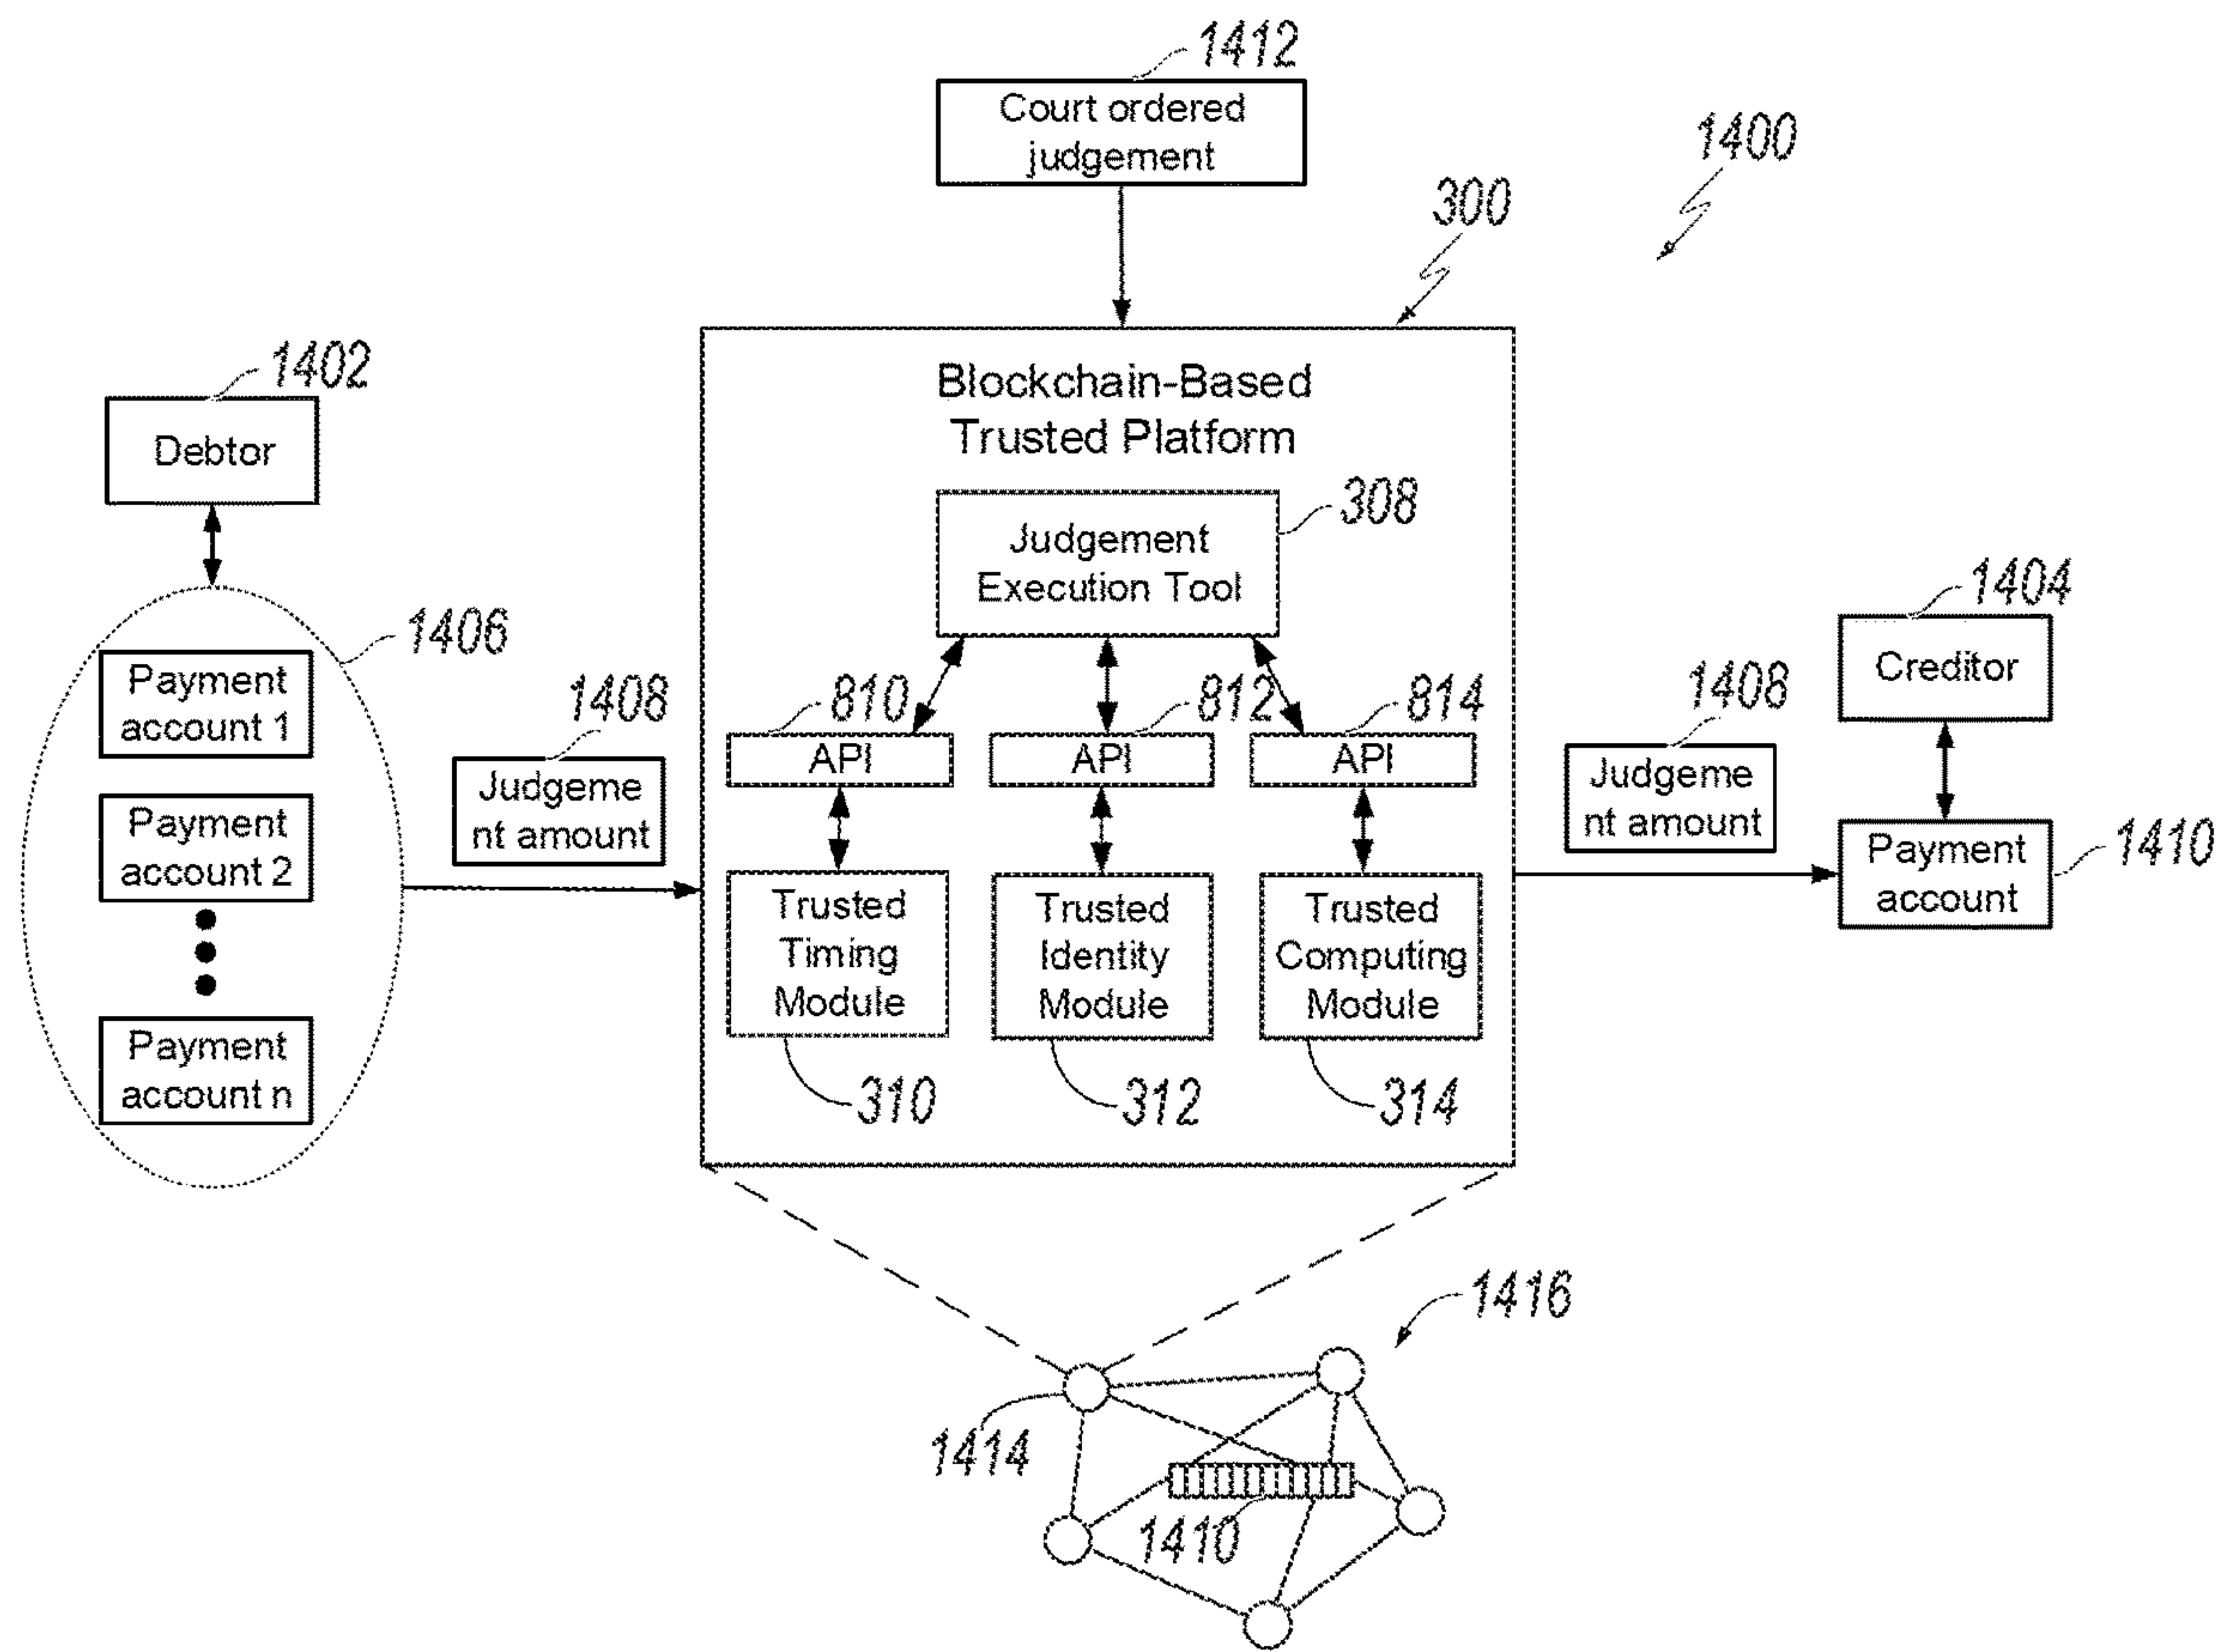 1412
Court ordered
judgement
1400
300
Blockchain-Based
Trusted Platform
1402
Debtor
308
Judgement
Execution Tool
1406
Payment
account 1
Payment
account 2
Payment
account n
1408
Judgeme
nt amount
810
API
812
API
814
API
Trusted
Timing
Module
310
Trusted
Identity
Module
312
Trusted
Computing
Module
314
1404
Creditor
1408
Judgeme
nt amount
Payment
account
1410
1416
1414
1410